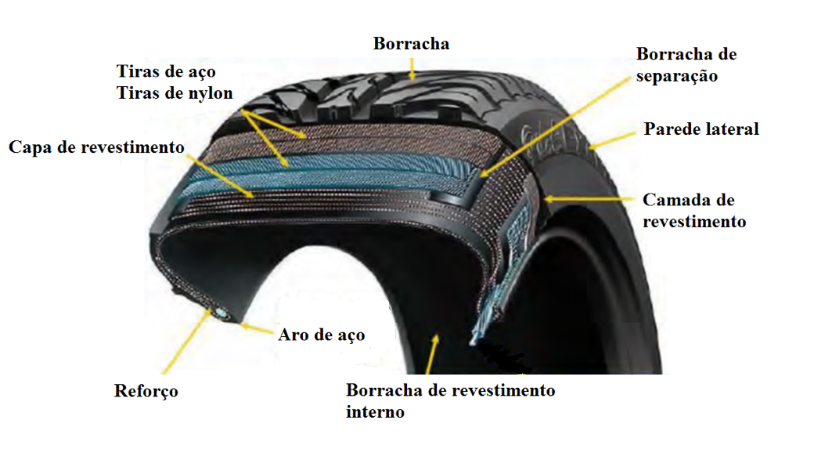 Borracha
Borracha de
separação
Tiras de aço
Tiras de nylon
Parede lateral
Capa de revestimento
Camada de
revestimento
Aro de aço
Reforço
Borracha de revestimento
interno